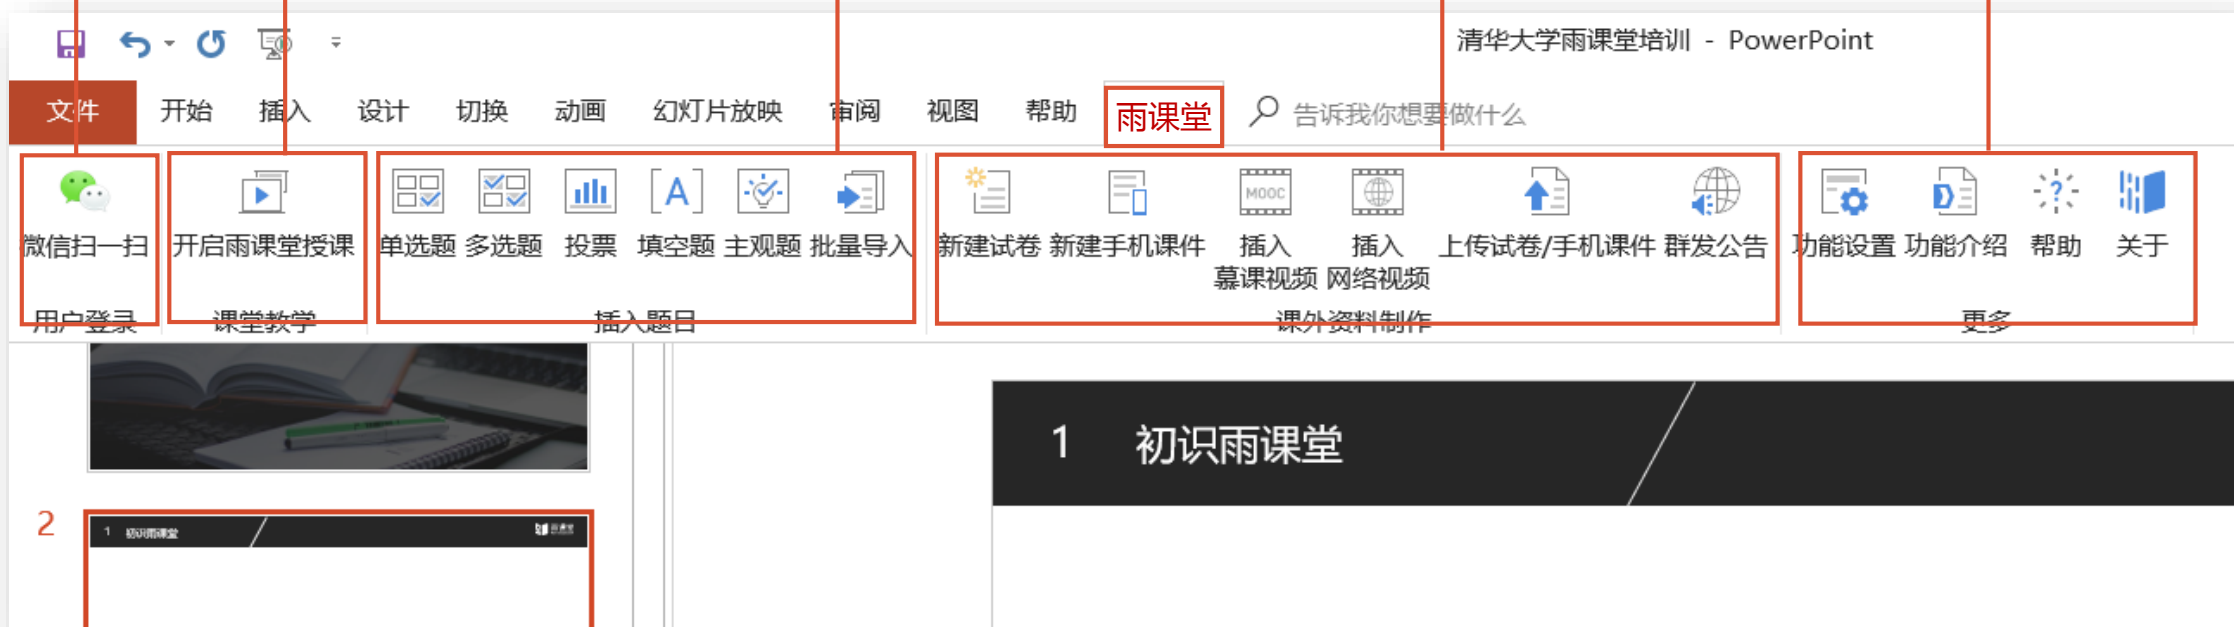 清华大学雨课堂培训 - PowerPoint
文件 开始 插入 设计 切换 动画 幻灯片放映 审阅 视图 帮助 雨课堂 告诉我你想要做什么
微信扫一扫 开启雨课堂授课 单选题 多选题 投票 填空题 主观题 批量导入 新建试卷 新建手机课件 插入 插入 上传试卷/手机课件 群发公告 功能设置 功能介绍 帮助 关于
慕课视频 网络视频
用户登录 课堂教学 插入题目 课外资料制作 更多
MOOC
A
1 初识雨课堂
2
1 初识雨课堂
雨课堂